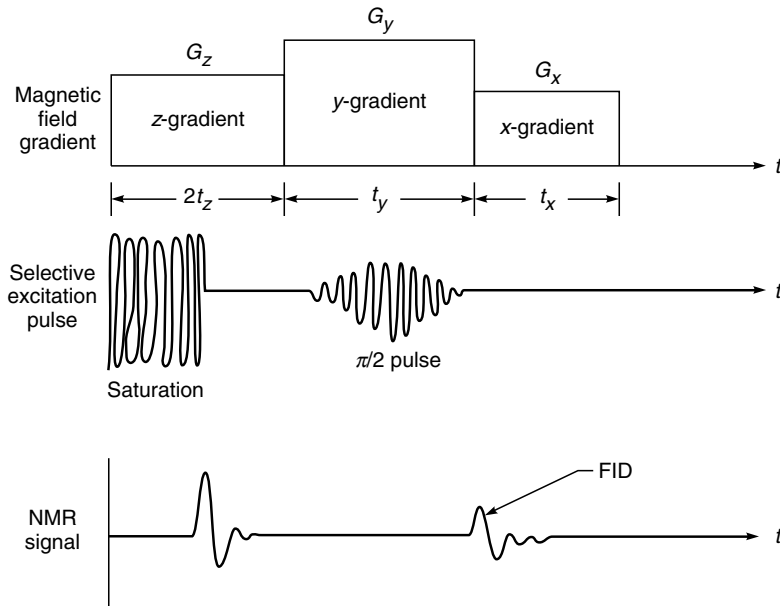 G_y
G_z
G_x
Magnetic
field
gradient
z-gradient
y-gradient
x-gradient
t
2t_z
t_y
t_x
Selective
excitation
pulse
t
π/2 pulse
Saturation
FID
NMR
signal
t